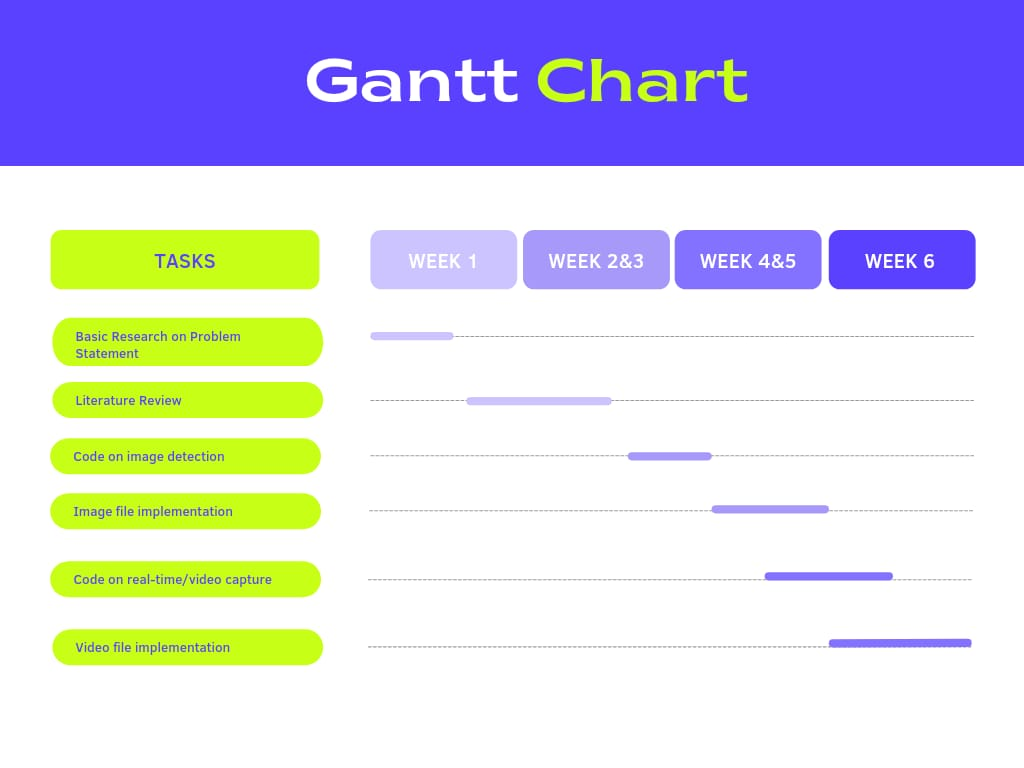 Gantt Chart
TASKS
WEEK 1
WEEK 2&3
WEEK 4&5
WEEK 6
Basic Research on Problem
Statement
Literature Review
Code on image detection
Image file implementation
Code on real-time/video capture
Video file implementation